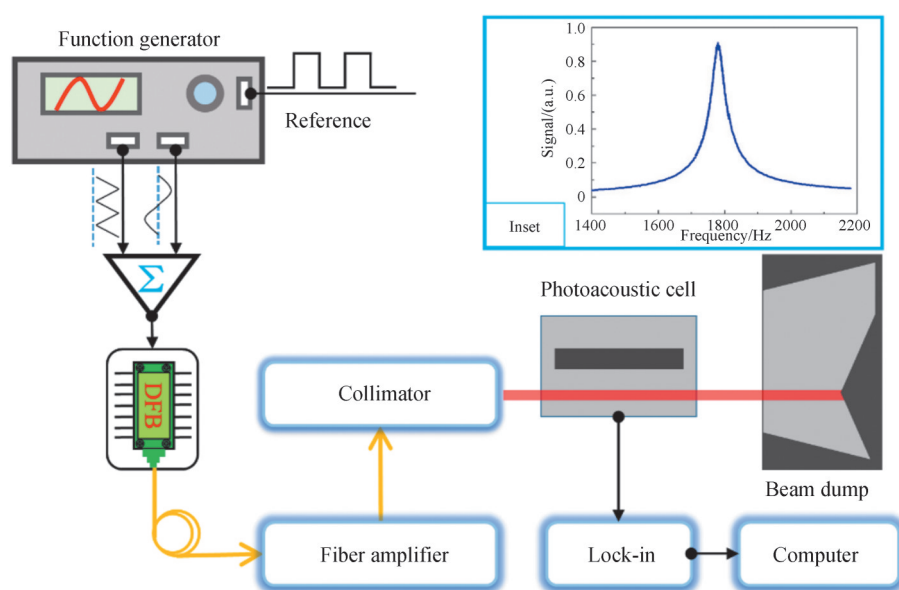 Function generator
Reference
Σ
DFB
Collimator
Fiber amplifier
Photoacoustic cell
Lock-in
Computer
Beam dump
Signal/(a.u.)
1.0
0.8
0.6
0.4
0.2
0
1400 1600 1800 2000 2200
Frequency/Hz
Inset